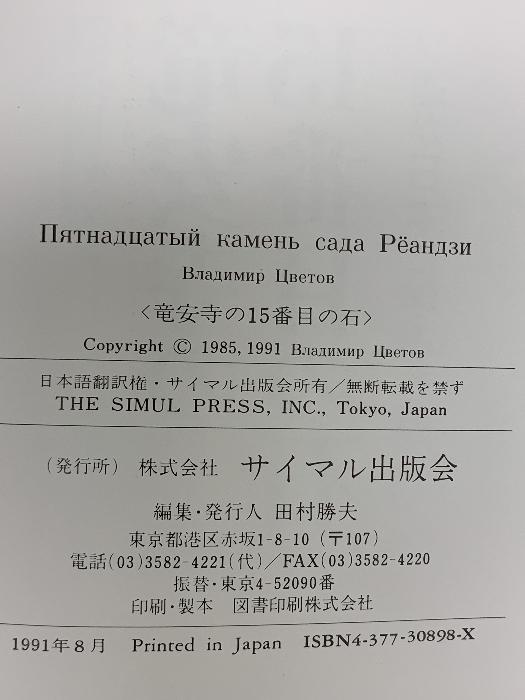 Пятнадцатый камень сада Рёандзи
Владимир Цветов
〈竜安寺の15番目の石〉
Copyright © 1985, 1991 Владимир Цветов
日本語翻訳権・サイマル出版会所有／無断転載を禁ず
THE SIMUL PRESS, INC., Tokyo, Japan
(発行所) 株式会社 サイマル出版会
編集・発行人 田村勝夫
東京都港区赤坂1-8-10 (〒107)
電話(03)3582-4221(代)／FAX(03)3582-4220
振替・東京4-52090番
印刷・製本 図書印刷株式会社
1991年8月 Printed in Japan ISBN4-377-30898-X